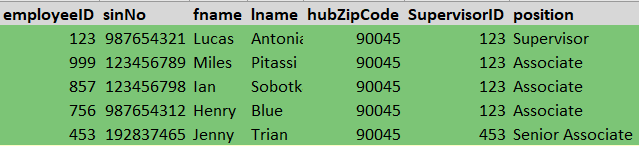 employeeID sinNo fname lname hubZipCode SupervisorID position
123 987654321 Lucas Antonia 90045 123 Supervisor
999 123456789 Miles Pitassi 90045 123 Associate
857 123456798 Ian Sobotk 90045 123 Associate
756 987654312 Henry Blue 90045 123 Associate
453 192837465 Jenny Trian 90045 453 Senior Associate